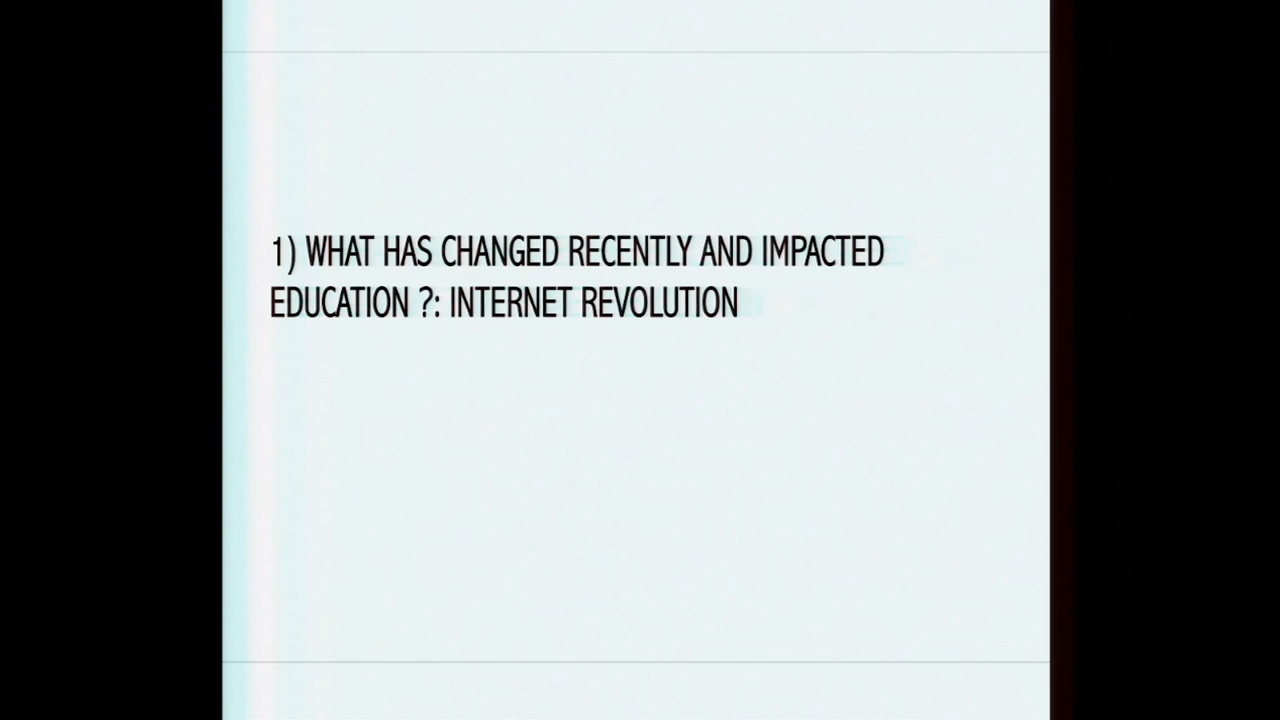 1) WHAT HAS CHANGED RECENTLY AND IMPACTED
EDUCATION ?: INTERNET REVOLUTION